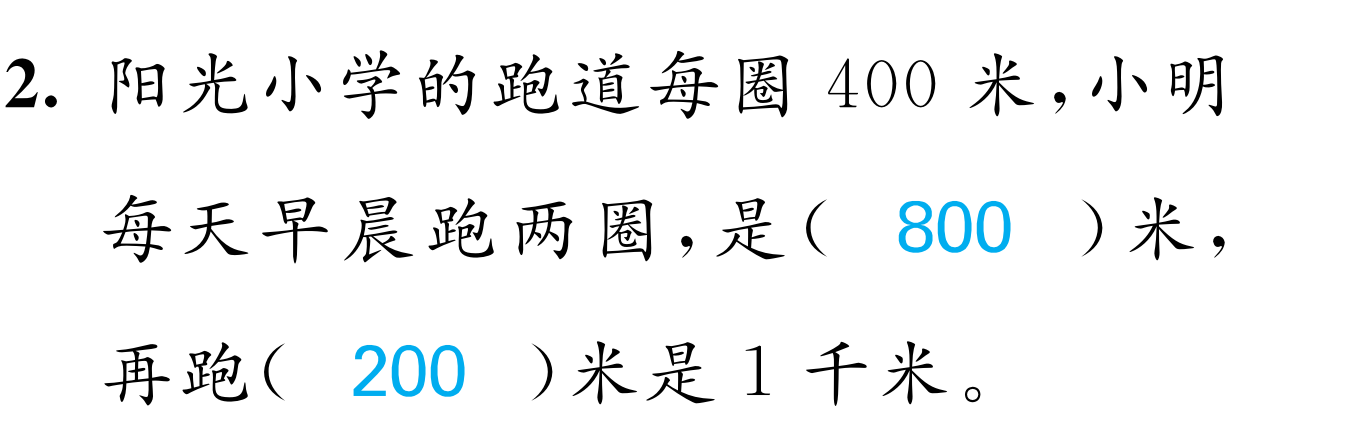 2. 阳光小学的跑道每圈 400 米,小明
每天早晨跑两圈,是( 800 )米,
再跑( 200 )米是 1 千米。